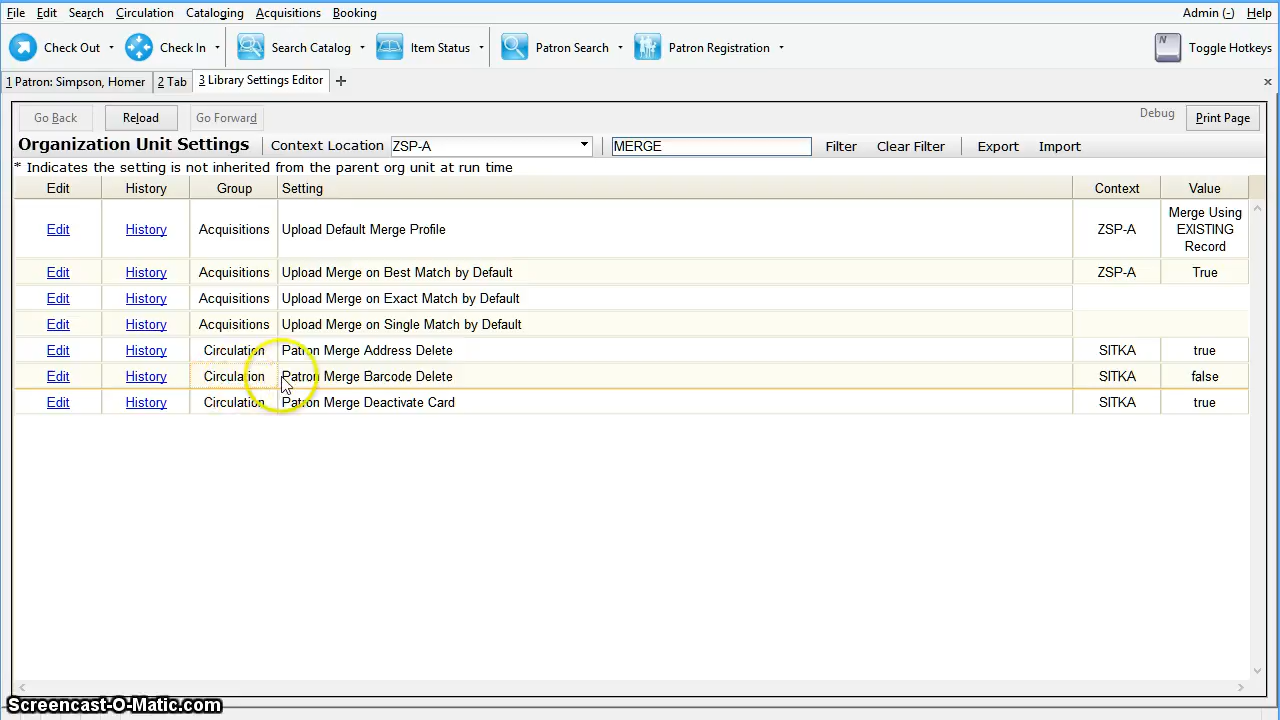 File Edit Search Circulation Cataloging Acquisitions Booking Admin (-) Help
Check Out Check In Search Catalog Item Status Patron Search Patron Registration N Toggle Hotkeys
1 Patron: Simpson, Homer 2 Tab 3 Library Settings Editor + ×
Go Back Reload Go Forward Debug Print Page
Organization Unit Settings Context Location ZSP-A MERGE Filter Clear Filter Export Import
* Indicates the setting is not inherited from the parent org unit at run time
Edit History Group Setting Context Value
Edit History Acquisitions Upload Default Merge Profile ZSP-A Merge Using
EXISTING
Record
Edit History Acquisitions Upload Merge on Best Match by Default ZSP-A True
Edit History Acquisitions Upload Merge on Exact Match by Default
Edit History Acquisitions Upload Merge on Single Match by Default
Edit History Circulation Patron Merge Address Delete SITKA true
Edit History Circulation Patron Merge Barcode Delete SITKA false
Edit History Circulation Patron Merge Deactivate Card SITKA true
Screencast-O-Matic.com